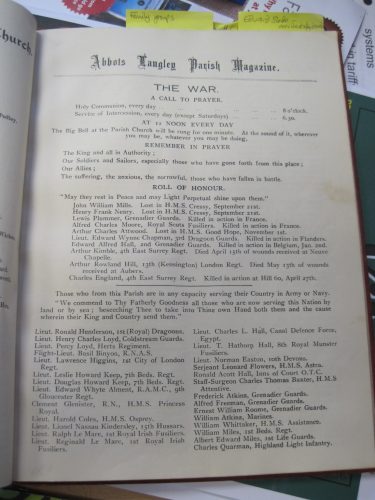 Family groups
Church.
Abbots Langley Parish Magazine.
THE WAR.
A CALL TO PRAYER.
Holy Communion, every day ... 8 o'clock.
Service of Intercession, every day (except Saturdays) ... 6.30.
AT 12 NOON EVERY DAY
The Big Bell at the Parish Church will be rung for one minute. At the sound of it, wherever
you may be, whatever you may be doing,
REMEMBER IN PRAYER
The King and all in Authority;
Our Soldiers and Sailors, especially those who have gone forth from this place;
Our Allies;
The suffering, the anxious, the sorrowful, those who have fallen in battle.
ROLL OF HONOUR.
"May they rest in Peace and may Light Perpetual shine upon them."
John William Mills. Lost in H.M.S. Cressy, September 21st.
Henry Frank Neary. Lost in H.M.S. Cressy, September 21st.
Lewis Plummer, Grenadier Guards. Killed in action in France.
Alfred Charles Moore, Royal Scots Fusiliers. Killed in action in France.
Arthur Charles Attwood. Lost in H.M.S. Good Hope, November 1st.
Lieut. Edward Wynne Chapman, 3rd Dragoon Guards. Killed in action in Flanders.
Edward Alfred Hall, 2nd Grenadier Guards. Killed in action in Belgium, Jan. 2nd.
Arthur Kimble, 4th East Surrey Regt. Died April 15th of wounds received at Neuve
Chapelle.
Arthur Rowland Hill, 13th (Kensington) London Regt. Died May 15th of wounds
received at Aubers.
Charles England, 4th East Surrey Regt. Killed in action at Hill 60, April 27th.
Those who from this Parish are in any capacity serving their Country in Army or Navy.
"We commend to Thy Fatherly Goodness all those who are now serving this Nation by
land or by sea; beseeching Thee to take into Thine own Hand both them and the cause
wherein their King and Country send them."
Lieut. Ronald Henderson, 1st (Royal) Dragoons.
Lieut. Henry Charles Loyd, Coldstream Guards.
Lieut. Percy Loyd, Herts Regiment.
Flight-Lieut. Basil Binyon, R.N.A.S.
Lieut. Lawrence Higgins, 1st City of London
Regt.
Lieut. Leslie Howard Keep, 7th Beds. Regt.
Lieut. Douglas Howard Keep, 7th Beds. Regt.
Lieut. Edward Whyte Alment, R.A.M.C., 9th
Gloucester Regt.
Clement Glenister, R.N., H.M.S. Princess
Royal.
Lieut. Harold Coles, H.M.S. Osprey.
Lieut. Lionel Nassau Kindersley, 15th Hussars.
Lieut. Ralph Le Mare, 1st Royal Irish Fusiliers.
Lieut. Reginald Le Mare, 1st Royal Irish
Fusiliers.
Lieut. Charles L. Hall, Canal Defence Force,
Egypt.
Lieut. T. Hathorp Hall, 8th Royal Munster
Fusiliers.
Lieut. Norman Easton, 10th Devons.
Serjeant Leonard Flowers, H.M.S. Astra.
Ronald Scott Hall, Inns of Court O.T.C.
Staff-Surgeon Charles Thomas Baxter, H.M.S
Attentive.
Frederick Atkins, Grenadier Guards.
Alfred Freeman, Grenadier Guards.
Ernest William Roome, Grenadier Guards.
William Atkins, Marines.
William Whittaker, H.M.S. Assistance.
William Miles, 1st Beds. Regt.
Albert Edward Miles, 1st Life Guards.
Charles Quarman, Highland Light Infantry.
systems
in tariff